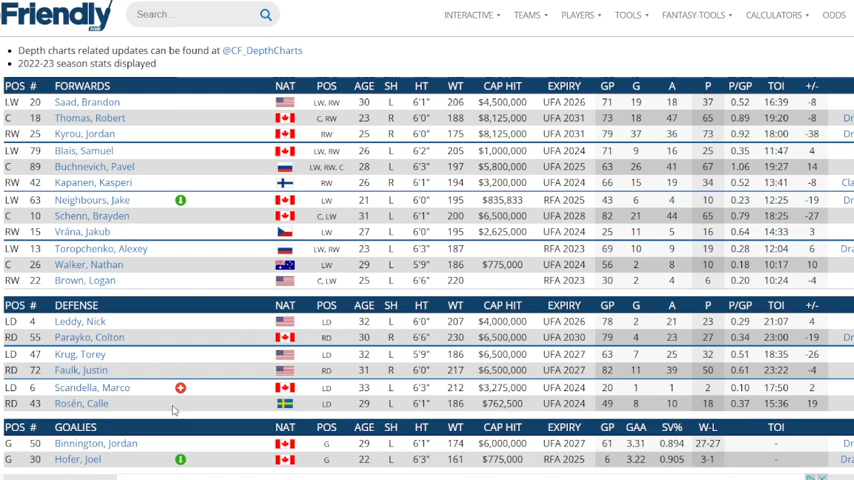 Friendly
Search...
INTERACTIVE TEAMS PLAYERS TOOLS FANTASY-TOOLS CALCULATORS ODDS
Depth charts related updates can be found at @CF_DepthCharts
2022-23 season stats displayed
POS # FORWARDS NAT POS AGE SH HT WT CAP HIT EXPIRY GP G A P P/GP TOI +/-
LW 20 Saad, Brandon LW, RW 30 L 6'1" 206 $4,500,000 UFA 2026 71 19 18 37 0.52 16:39 -8
C 18 Thomas, Robert C, RW 23 R 6'0" 188 $8,125,000 UFA 2031 73 18 47 65 0.89 19:20 -8 Dr
RW 25 Kyrou, Jordan RW 25 R 6'0" 175 $8,125,000 UFA 2031 79 37 36 73 0.92 18:00 -38 Dr
LW 79 Blais, Samuel LW, RW 26 L 6'2" 205 $1,000,000 UFA 2024 71 9 16 25 0.35 11:47 4
C 89 Buchnevich, Pavel LW, RW, C 28 L 6'3" 197 $5,800,000 UFA 2025 63 26 41 67 1.06 19:27 14
RW 42 Kapanen, Kasperi RW 26 R 6'1" 194 $3,200,000 UFA 2024 66 15 19 34 0.52 13:41 -8 Cla
LW 63 Neighbours, Jake LW 21 L 6'0" 195 $835,833 RFA 2025 43 6 4 10 0.23 12:25 -19 Dr
C 10 Schenn, Brayden C, LW 31 L 6'1" 200 $6,500,000 UFA 2028 82 21 44 65 0.79 18:25 -27
RW 15 Vrána, Jakub LW 27 L 6'0" 195 $2,625,000 UFA 2024 25 11 5 16 0.64 14:33 3
LW 13 Toropchenko, Alexey LW, RW 23 L 6'3" 187 RFA 2023 69 10 9 19 0.28 12:04 6 Dra
C 26 Walker, Nathan LW 29 L 5'9" 186 $775,000 UFA 2024 56 2 8 10 0.18 10:17 10
RW 22 Brown, Logan C, LW 25 L 6'6" 220 RFA 2023 30 2 4 6 0.20 10:24 -4
POS # DEFENSE NAT POS AGE SH HT WT CAP HIT EXPIRY GP G A P P/GP TOI +/-
LD 4 Leddy, Nick LD 32 L 6'0" 207 $4,000,000 UFA 2026 78 2 21 23 0.29 21:07 4
RD 55 Parayko, Colton RD 30 R 6'6" 230 $6,500,000 UFA 2030 79 4 23 27 0.34 23:00 -19 Dr
LD 47 Krug, Torey LD 32 L 5'9" 186 $6,500,000 UFA 2027 63 7 25 32 0.51 18:35 -26
RD 72 Faulk, Justin RD 31 R 6'0" 217 $6,500,000 UFA 2027 82 11 39 50 0.61 23:22 -4
LD 6 Scandella, Marco LD 33 L 6'3" 212 $3,275,000 UFA 2024 20 1 1 2 0.10 17:50 2
RD 43 Rosén, Calle LD 29 L 6'1" 186 $762,500 UFA 2024 49 8 10 18 0.37 15:36 19
POS # GOALIES NAT POS AGE SH HT WT CAP HIT EXPIRY GP GAA SV% W-L TOI
G 50 Binnington, Jordan G 29 L 6'1" 174 $6,000,000 UFA 2027 61 3.31 0.894 27-27 - Dr
G 30 Hofer, Joel G 22 L 6'3" 161 $775,000 RFA 2025 6 3.22 0.905 3-1 - Dr